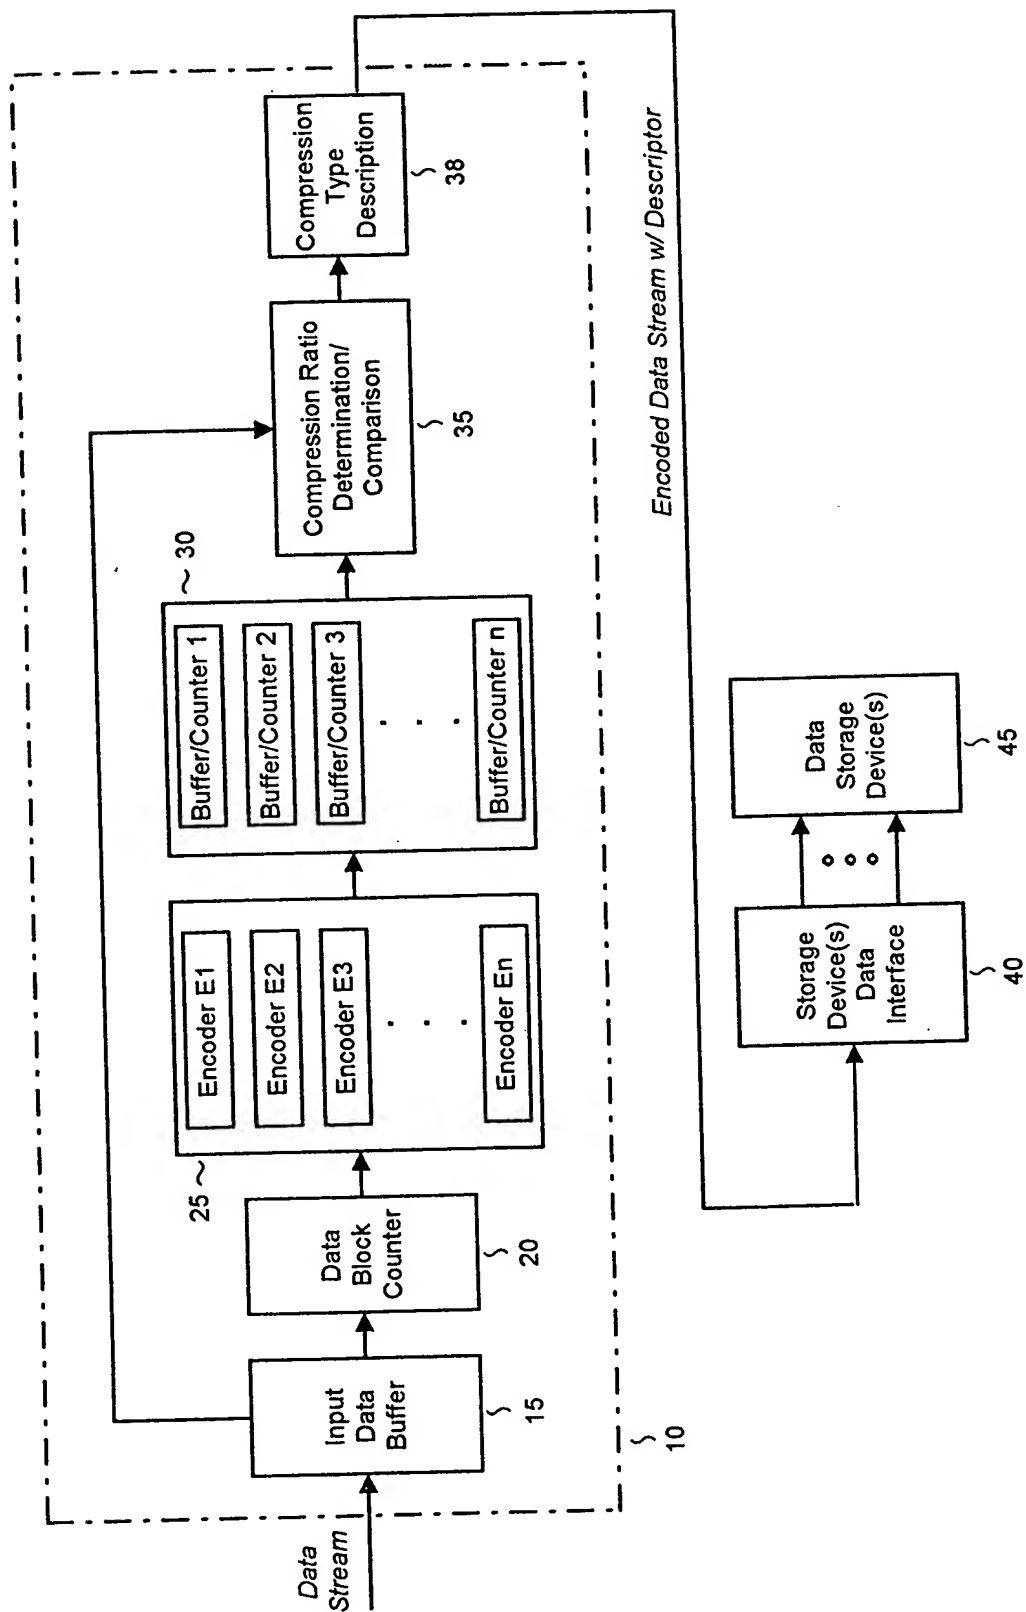 Data
Stream
Input
Data
Buffer
15
10
Data
Block
Counter
20
25
Encoder E1
Encoder E2
Encoder E3
. . .
Encoder En
30
Buffer/Counter 1
Buffer/Counter 2
Buffer/Counter 3
. . .
Buffer/Counter n
Compression Ratio
Determination/
Comparison
35
Compression
Type
Description
38
Encoded Data Stream w/ Descriptor
Storage
Device(s)
Data
Interface
40
Data
Storage
Device(s)
45